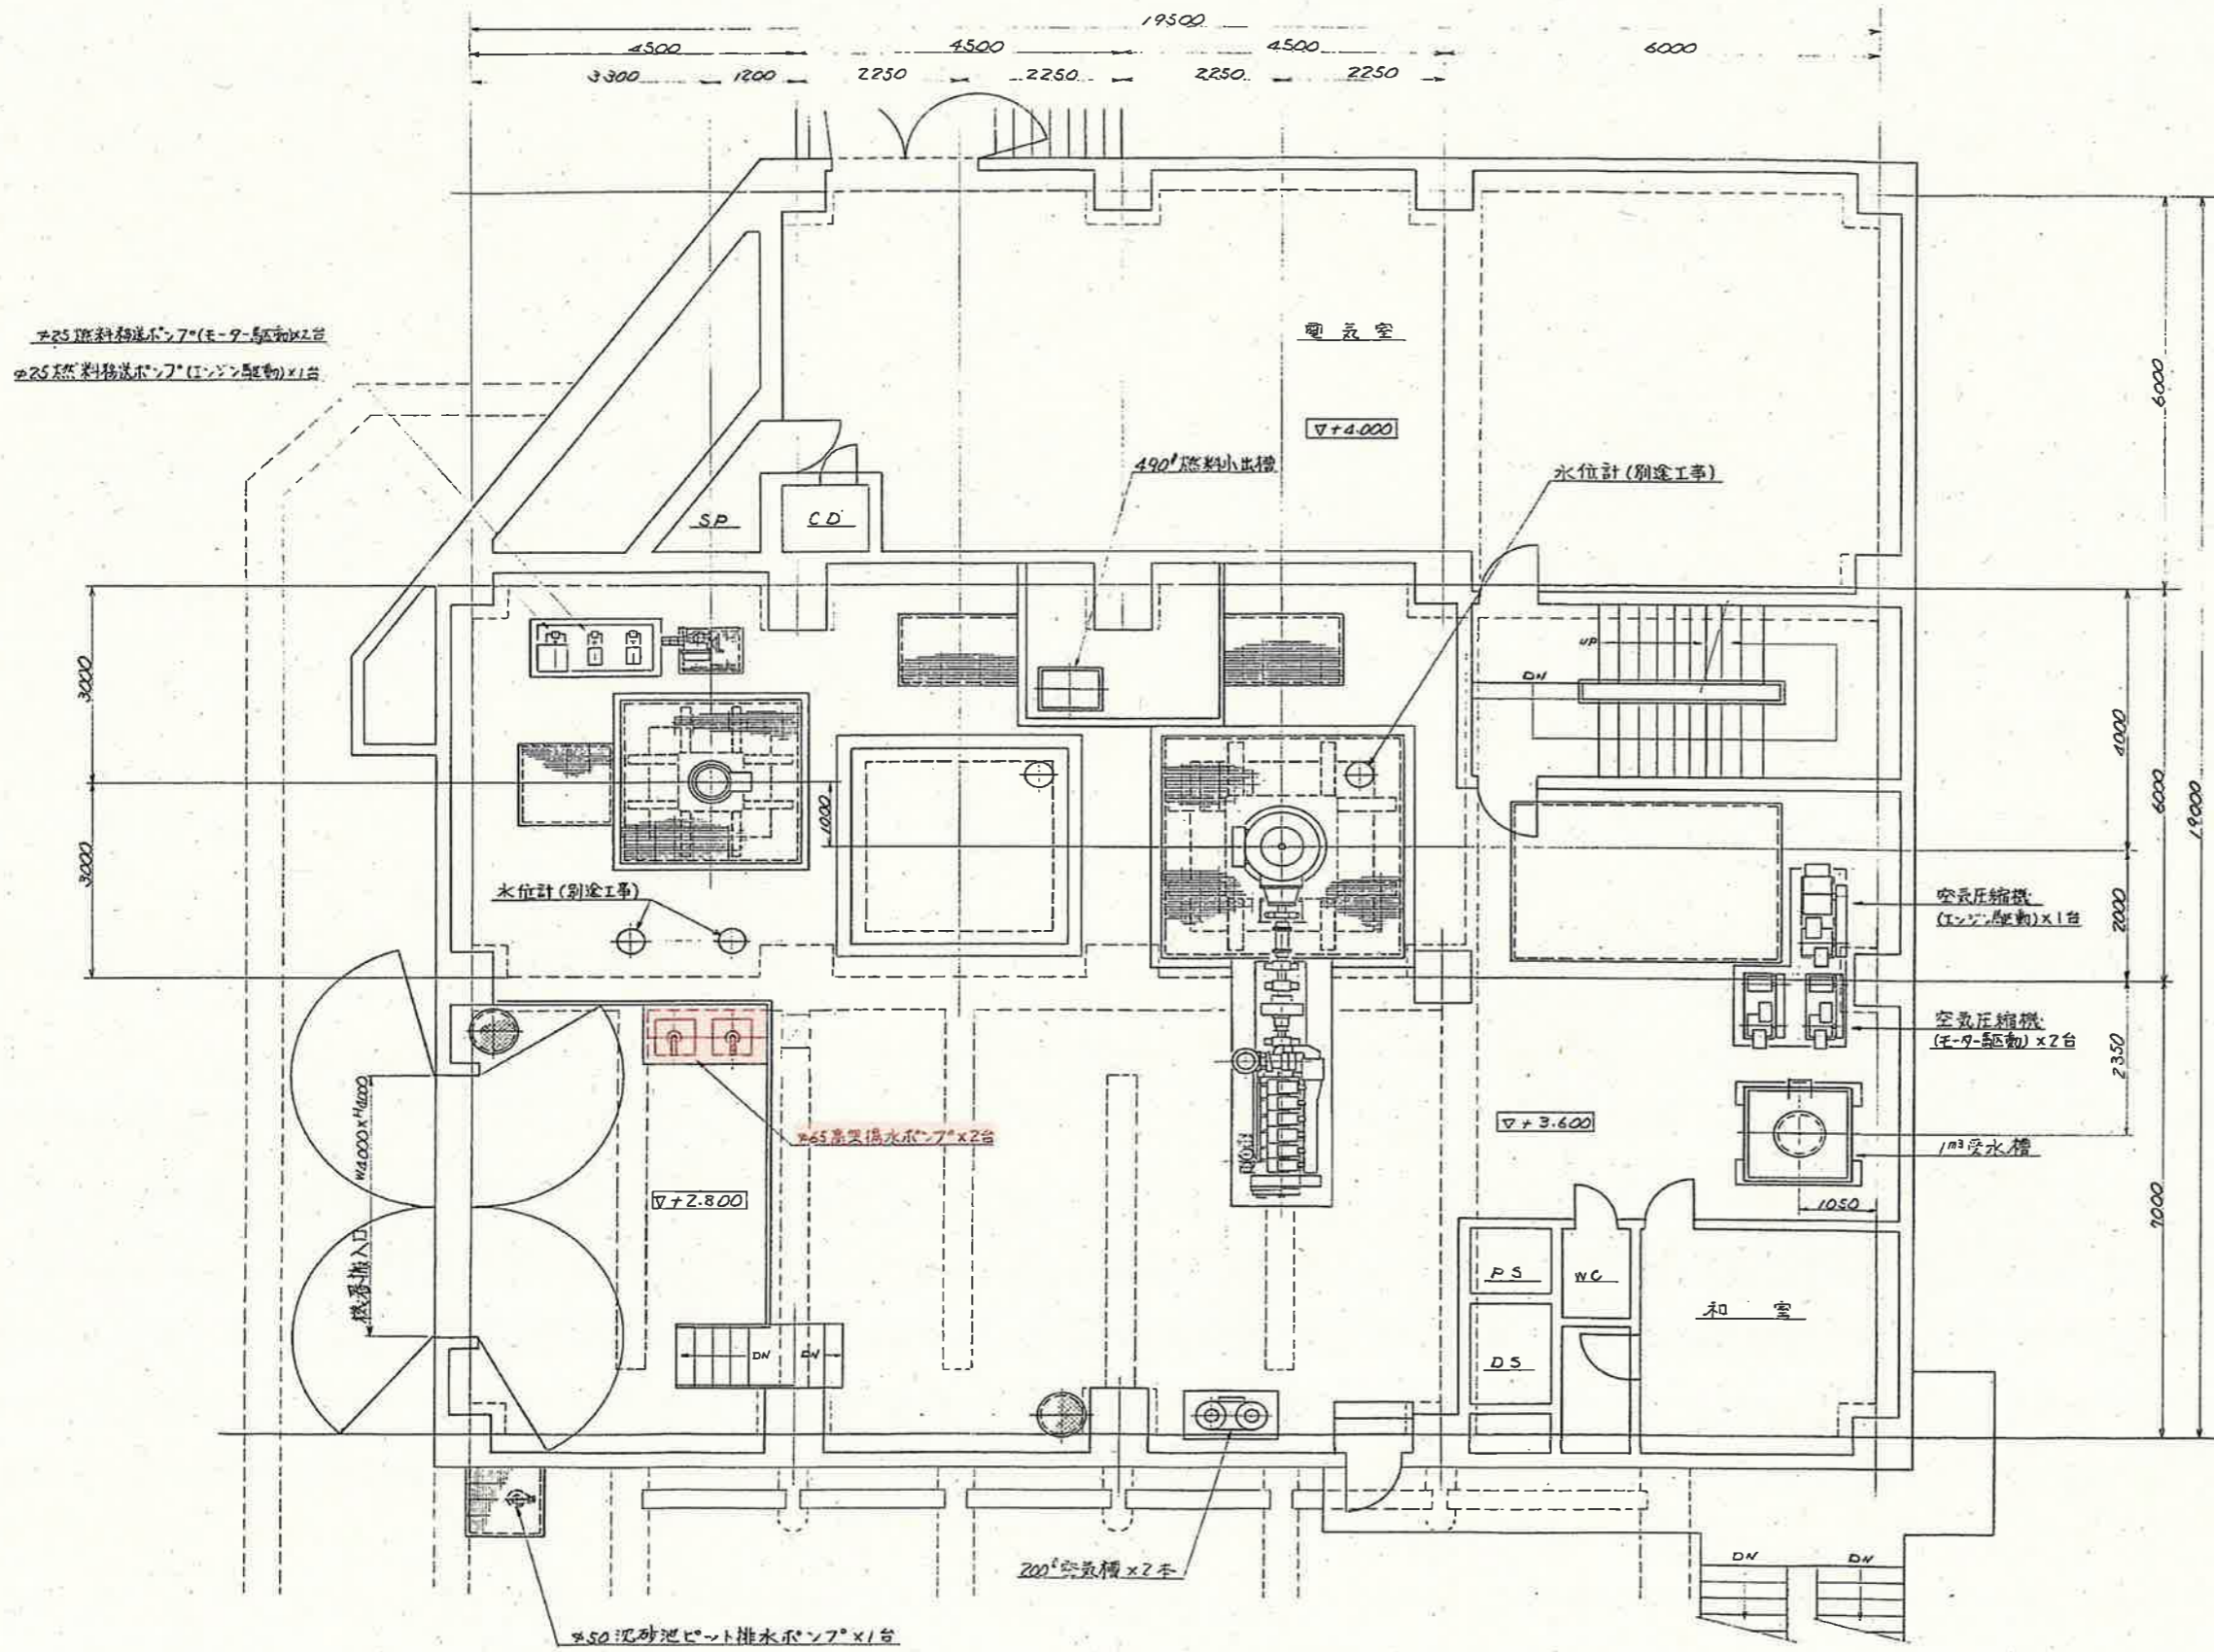 19500
4500 4500 4500 6000
3300 1200 2250 2250 2250 2250
φ25燃料移送ポンプ(モーター駆動)×2台
φ25燃料移送ポンプ(エンジン駆動)×1台
電気室
▽+4.000
490ℓ燃料小出槽
水位計(別途工事)
SP
CD
UP
DN
6000
3000
3000
1000
4000
6000
19000
2000
水位計(別途工事)
空気圧縮機
(エンジン駆動)×1台
空気圧縮機
(モーター駆動)×2台
2350
W4000×H4000
機器搬入口
φ65高架揚水ポンプ×2台
▽+2.800
▽+3.600
1m3受水槽
1050
7000
PS
WC
和室
DS
DN
DN
200ℓ空気槽×2本
DN
DN
φ50沈砂池ピット排水ポンプ×1台